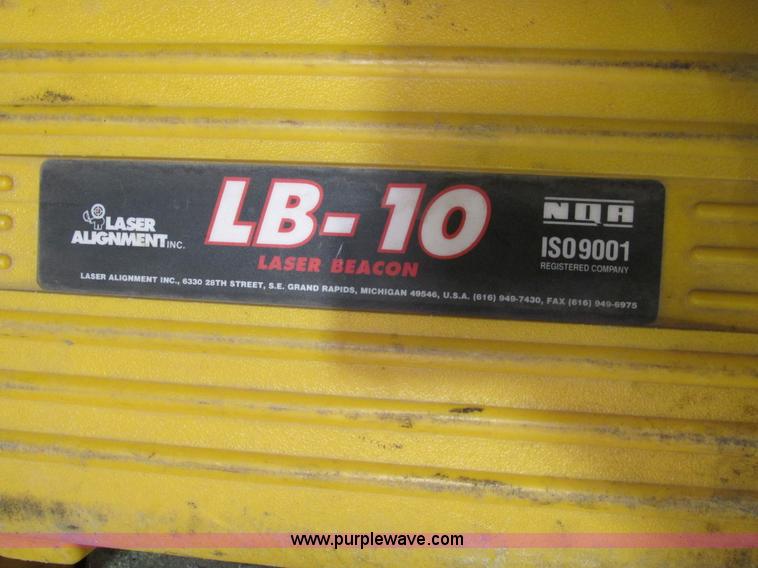 LASER
ALIGNMENT INC.
LB-10
LASER BEACON
NQA
ISO9001
REGISTERED COMPANY
LASER ALIGNMENT INC., 6330 28TH STREET, S.E. GRAND RAPIDS, MICHIGAN 49546, U.S.A. (616) 949-7430, FAX (616) 949-6975
www.purplewave.com